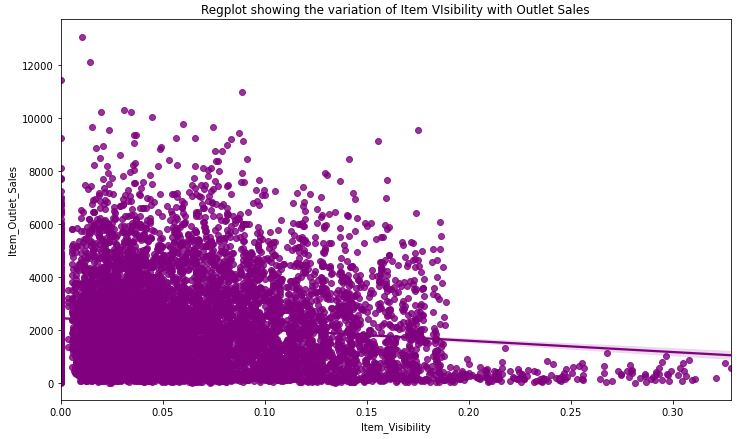 Regplot showing the variation of Item VIsibility with Outlet Sales
12000
10000
8000
6000
4000
2000
0
Item_Outlet_Sales
0.00 0.05 0.10 0.15 0.20 0.25 0.30
Item_Visibility